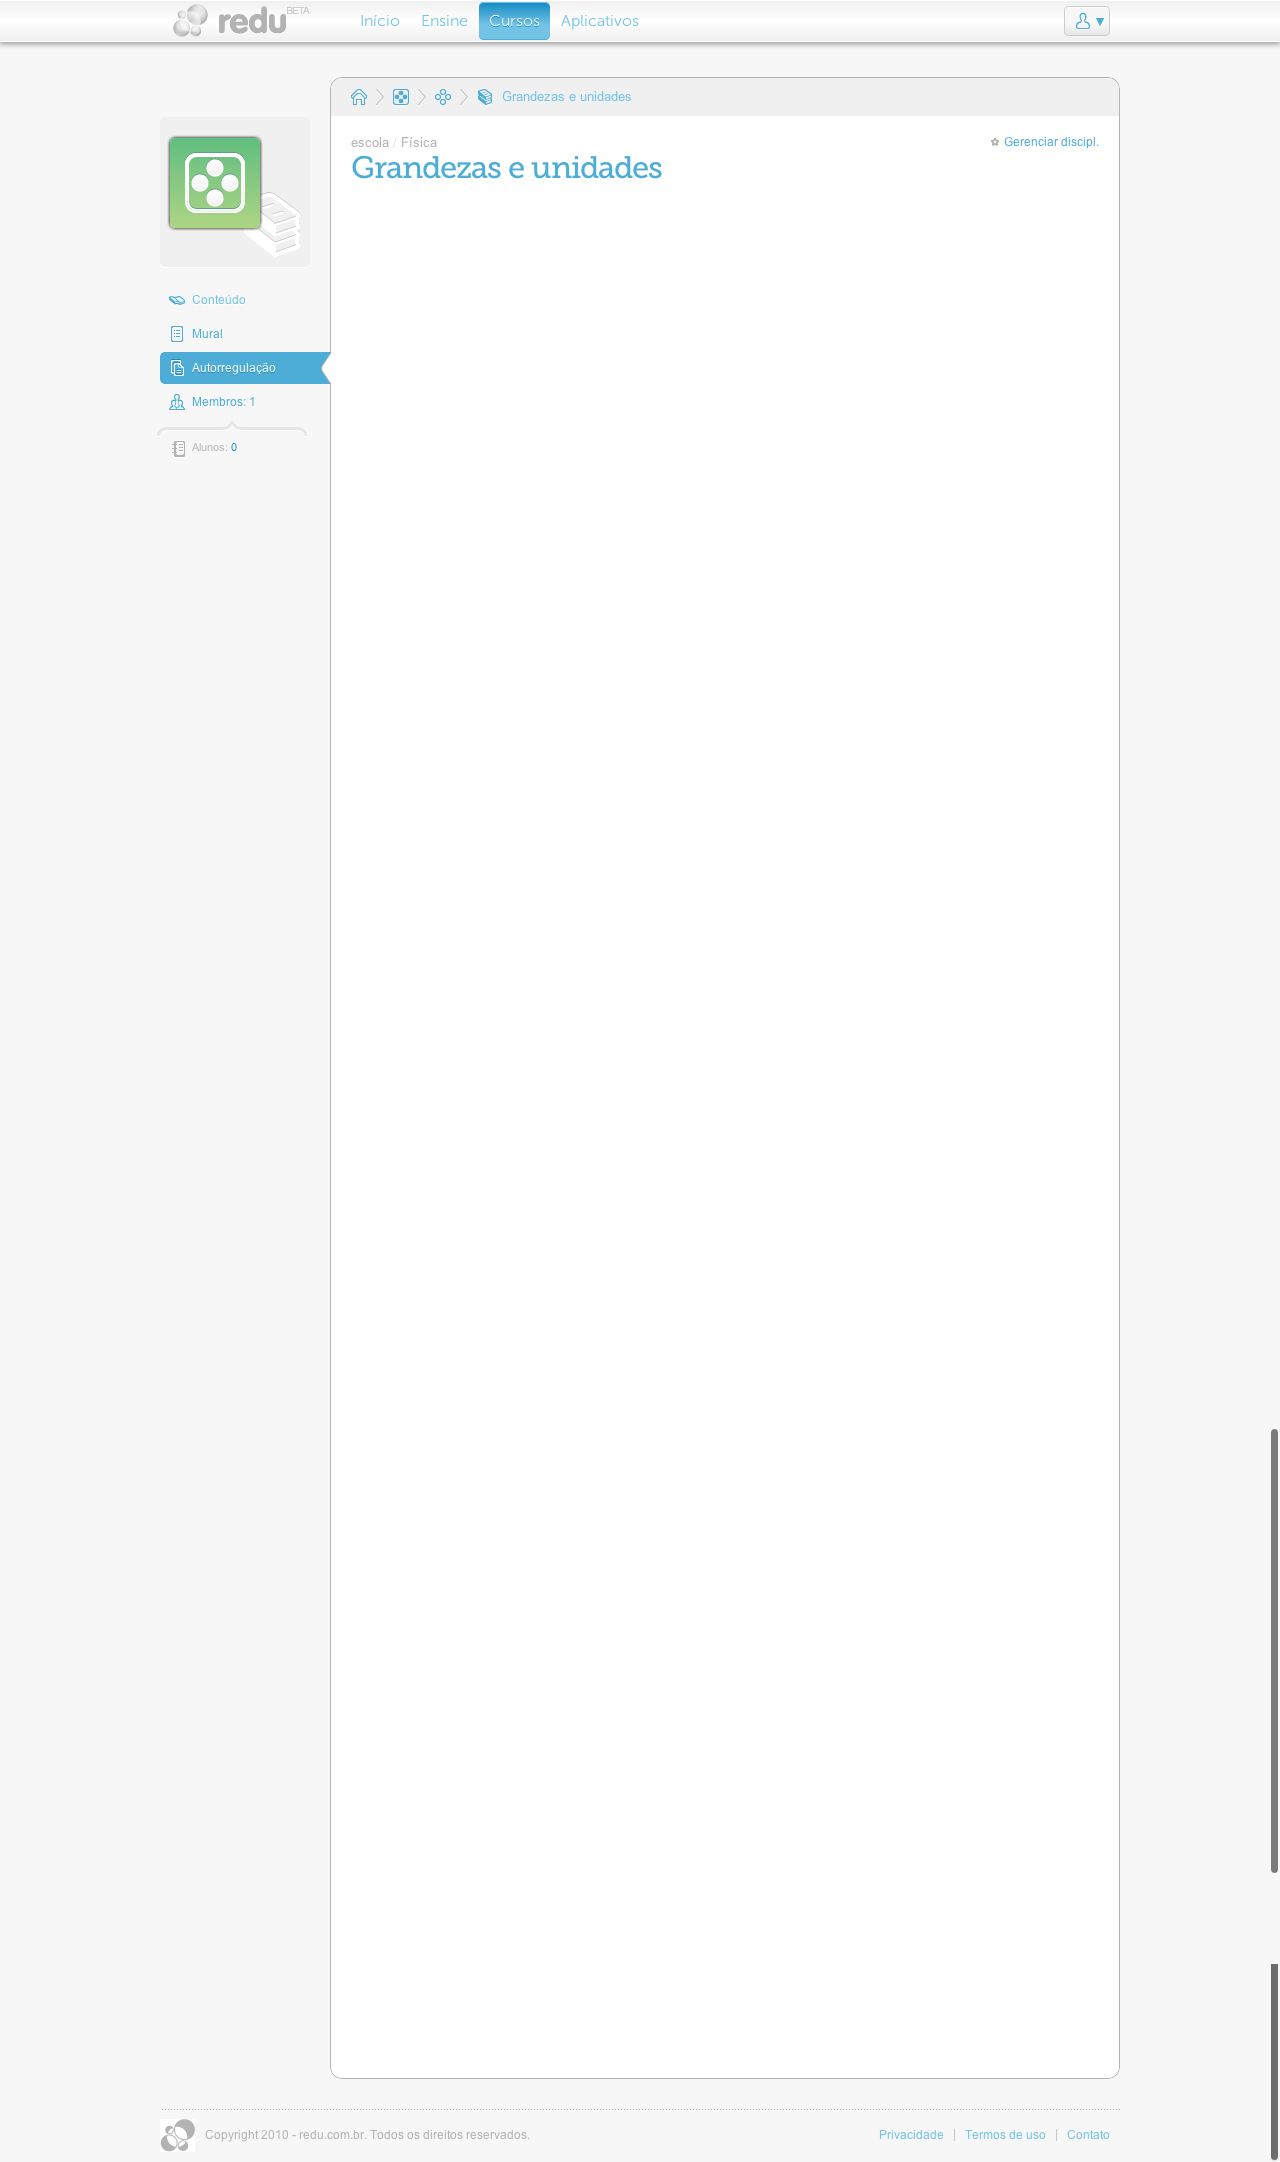 redu BETA
Início Ensine Cursos Aplicativos
Grandezas e unidades
escola / Física
Gerenciar discipl.
Grandezas e unidades
Conteúdo
Mural
Autorregulação
Membros: 1
Alunos: 0
Copyright 2010 - redu.com.br. Todos os direitos reservados.
Privacidade | Termos de uso | Contato